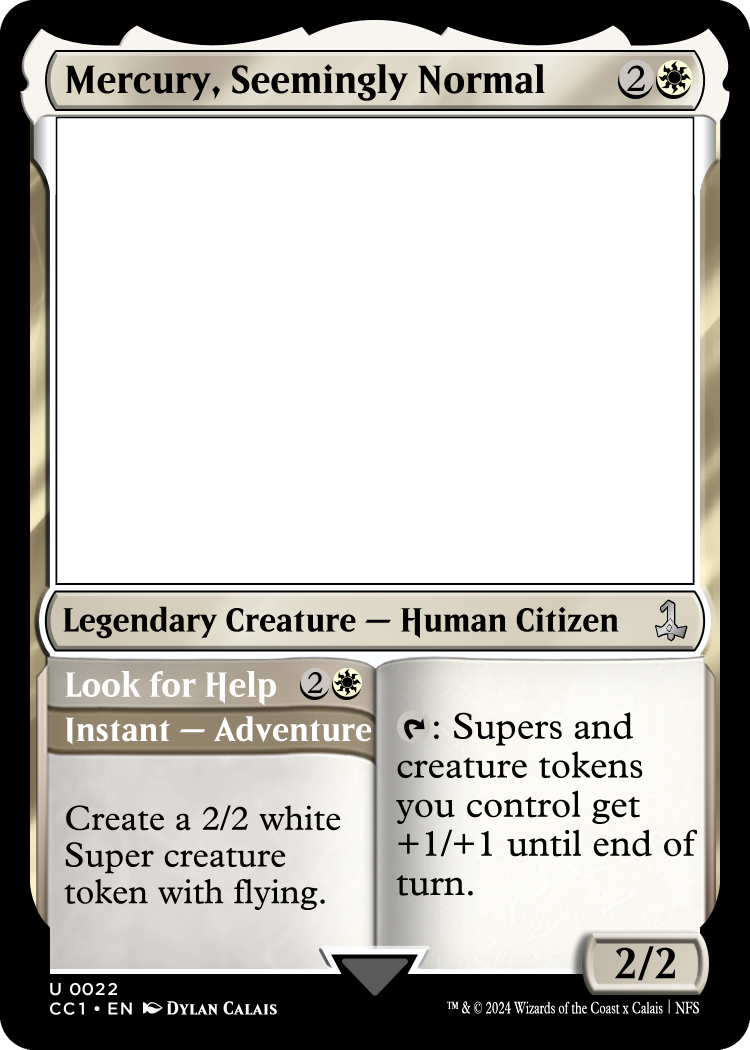 Mercury, Seemingly Normal 2
Legendary Creature — Human Citizen
Look for Help 2
Instant — Adventure
Create a 2/2 white
Super creature
token with flying.
: Supers and
creature tokens
you control get
+1/+1 until end of
turn.
2/2
U 0022
CC1 • EN Dylan Calais
™ & © 2024 Wizards of the Coast x Calais | NFS